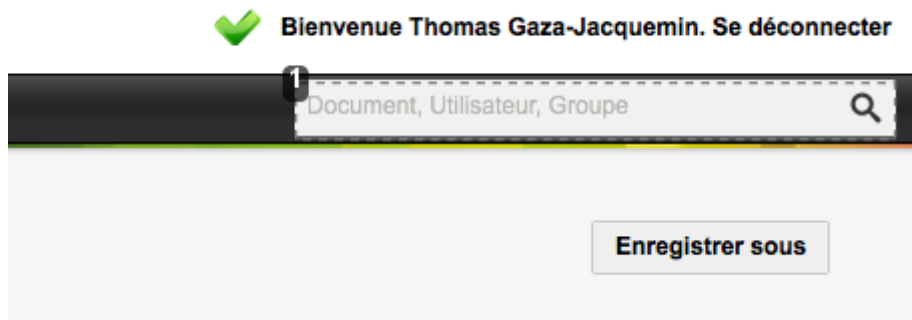 Bienvenue Thomas Gaza-Jacquemin. Se déconnecter
1
Document, Utilisateur, Groupe
Enregistrer sous